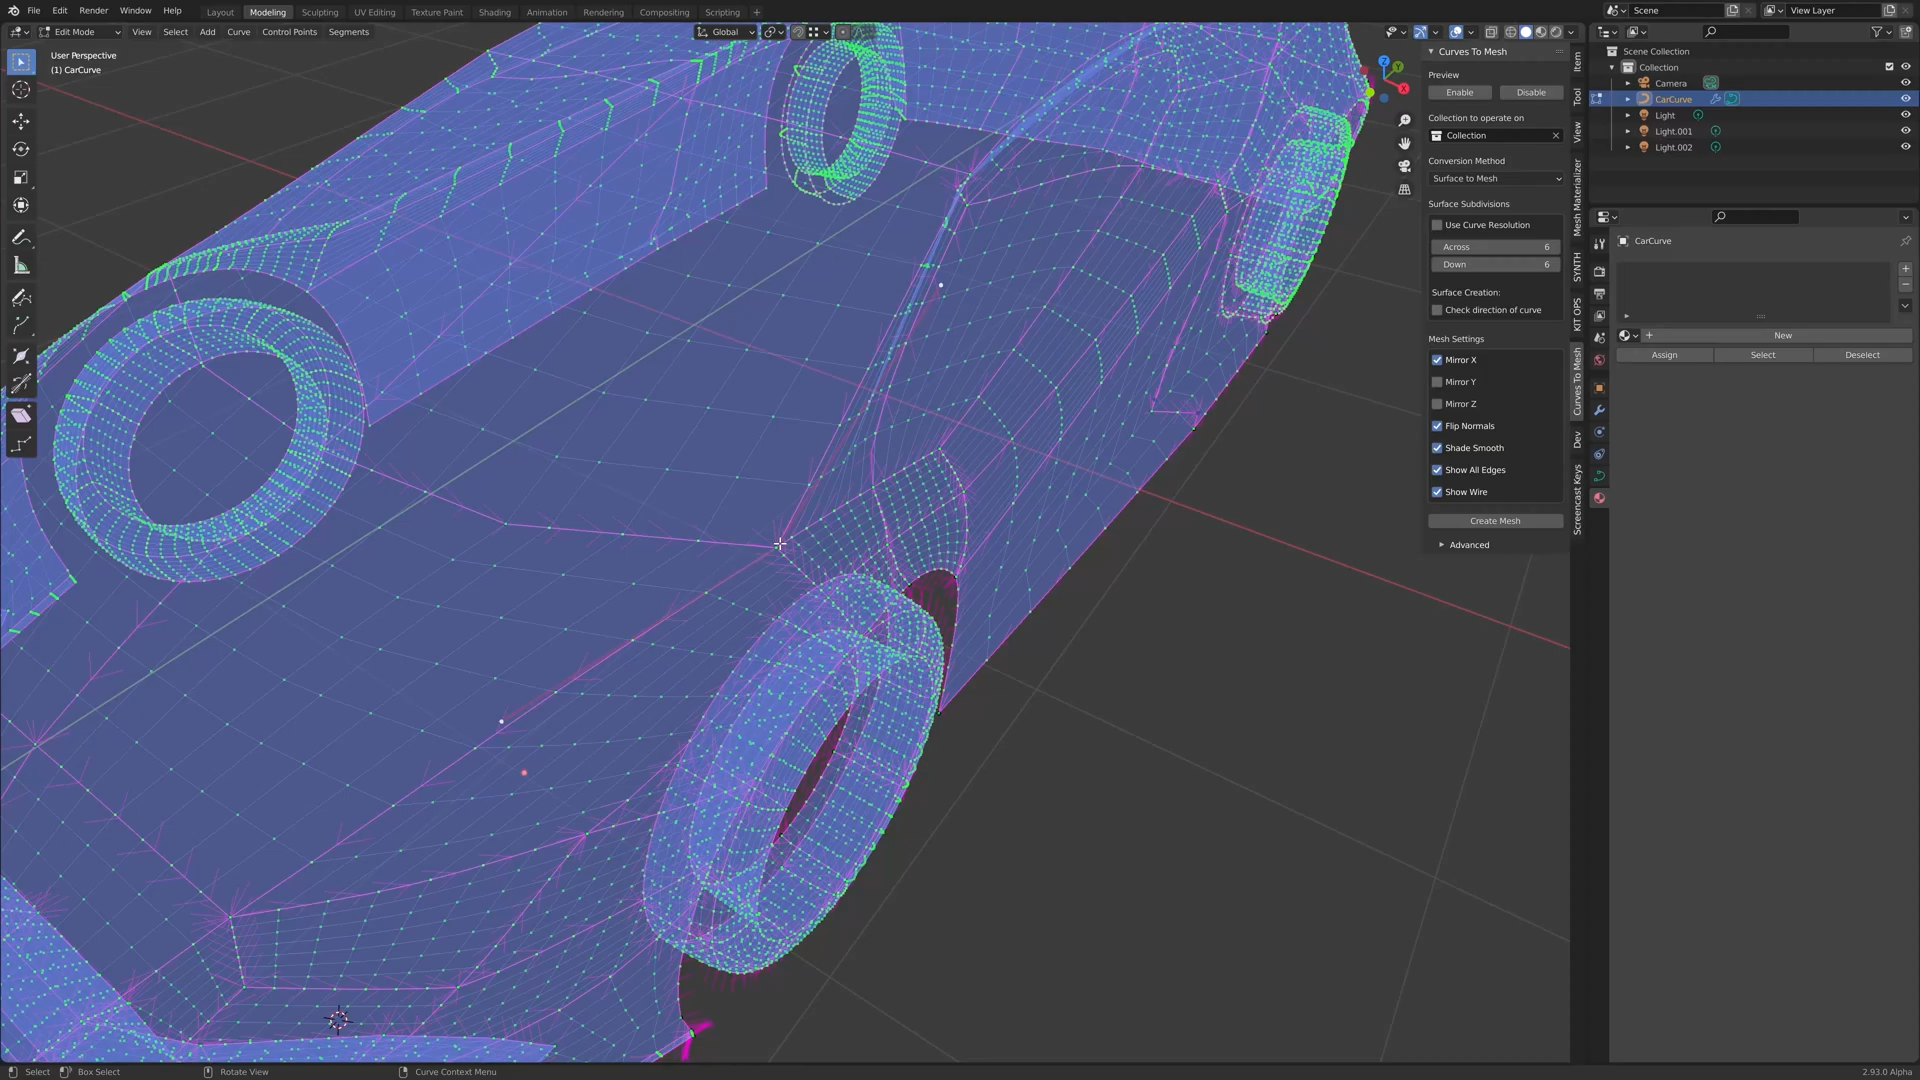 File Edit Render Window Help
Layout Modeling Sculpting UV Editing Texture Paint Shading Animation Rendering Compositing Scripting +
Scene View Layer
Edit Mode View Select Add Curve Control Points Segments
Global
User Perspective
(1) CarCurve
Z
Y
X
Curves To Mesh
Preview
Enable Disable
Collection to operate on
Collection
Conversion Method
Surface to Mesh
Surface Subdivisions
Use Curve Resolution
Across 6
Down 6
Surface Creation:
Check direction of curve
Mesh Settings
Mirror X
Mirror Y
Mirror Z
Flip Normals
Shade Smooth
Show All Edges
Show Wire
Create Mesh
Advanced
Item
Tool
View
Mesh Materializer
SYNTH
KIT OPS
Curves To Mesh
Dev
Screencast Keys
Scene Collection
Collection
Camera
CarCurve
Light
Light.001
Light.002
CarCurve
New
Assign Select Deselect
Select Box Select Rotate View Curve Context Menu 2.93.0 Alpha